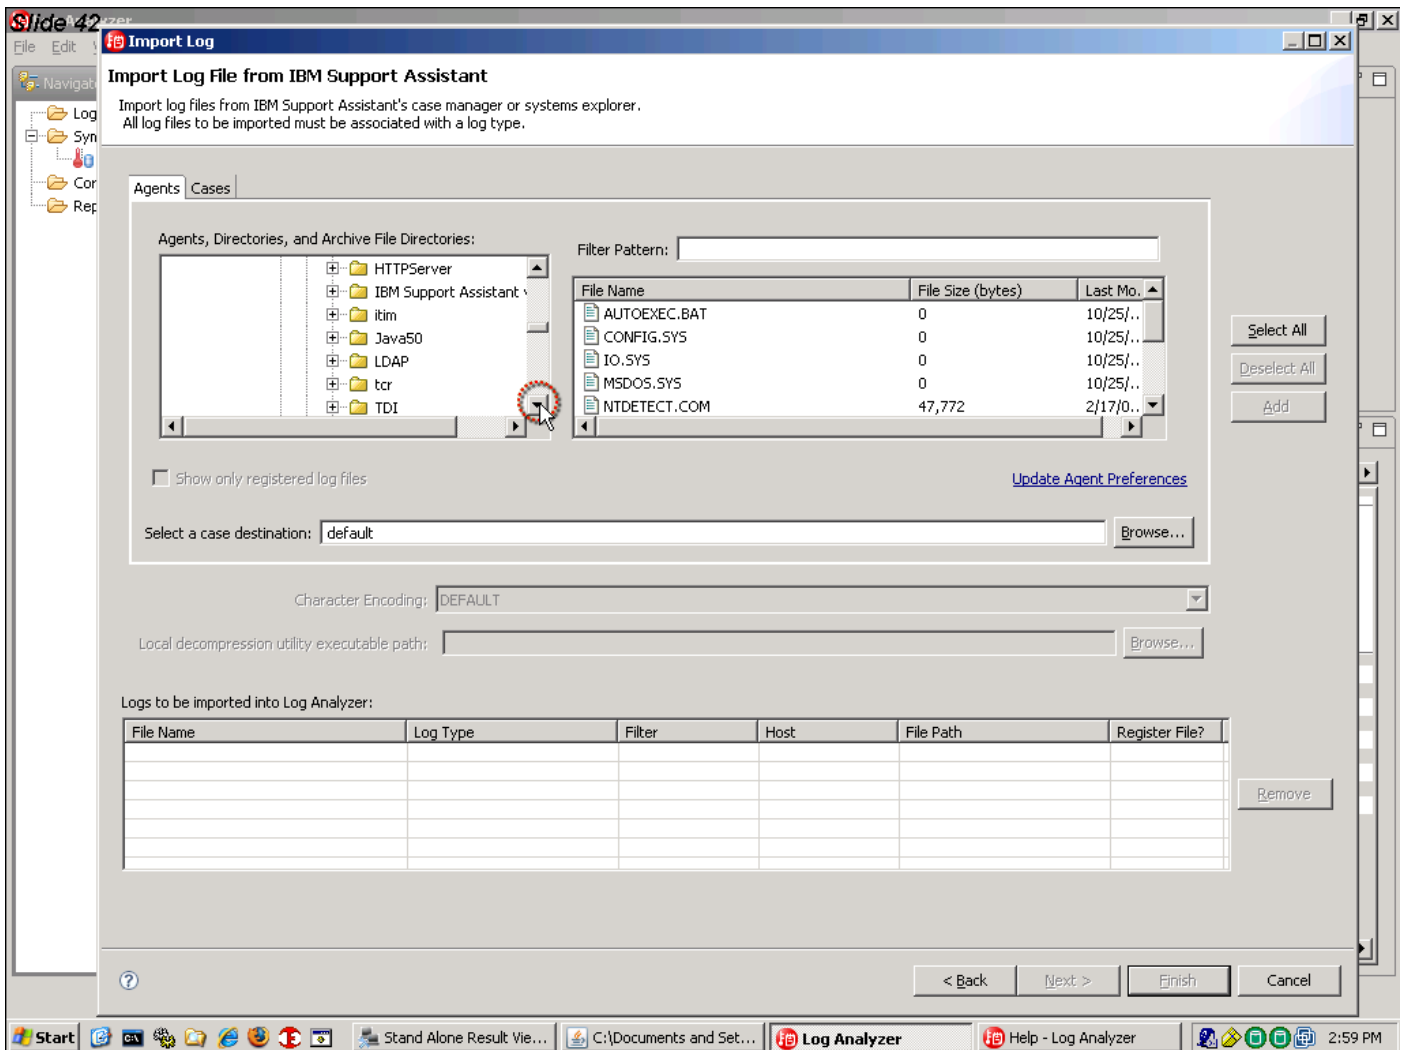 Slide 42
Import Log
File Edit
Import Log File from IBM Support Assistant
Navigat
Import log files from IBM Support Assistant's case manager or systems explorer.
All log files to be imported must be associated with a log type.
Log
Syn
Cor
Rep
Agents Cases
Agents, Directories, and Archive File Directories:
Filter Pattern:
HTTPServer
IBM Support Assistant
itim
Java50
LDAP
tcr
TDI
File Name File Size (bytes) Last Mo.
AUTOEXEC.BAT 0 10/25/..
CONFIG.SYS 0 10/25/..
IO.SYS 0 10/25/..
MSDOS.SYS 0 10/25/..
NTDETECT.COM 47,772 2/17/0..
Select All
Deselect All
Add
Show only registered log files
Update Agent Preferences
Select a case destination: default Browse...
Character Encoding: DEFAULT
Local decompression utility executable path: Browse...
Logs to be imported into Log Analyzer:
File Name Log Type Filter Host File Path Register File?
Remove
< Back Next > Finish Cancel
Start Stand Alone Result Vie... C:\Documents and Set... Log Analyzer Help - Log Analyzer 2:59 PM